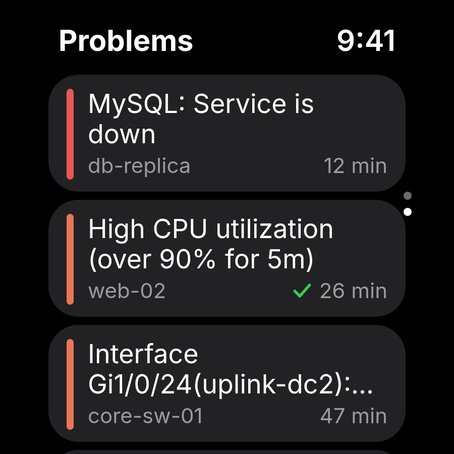 Problems 9:41
MySQL: Service is
down
db-replica 12 min
High CPU utilization
(over 90% for 5m)
web-02 ✓ 26 min
Interface
Gi1/0/24(uplink-dc2):...
core-sw-01 47 min